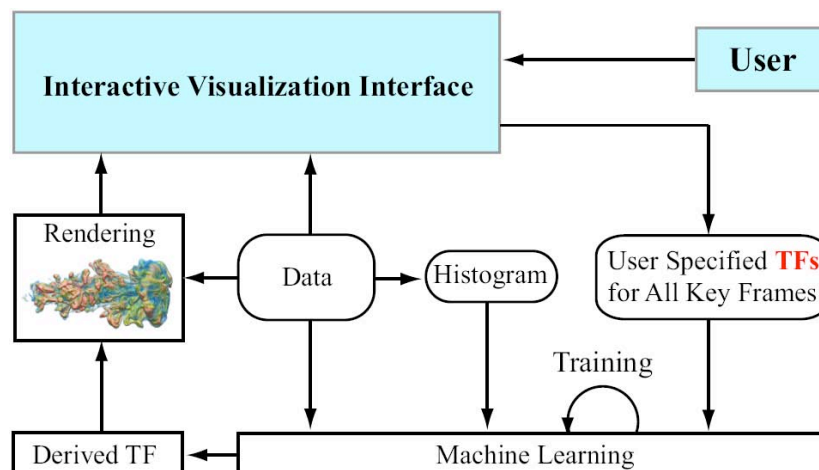 Interactive Visualization Interface
User
Rendering
Data
Histogram
User Specified TFs
for All Key Frames
Training
Derived TF
Machine Learning